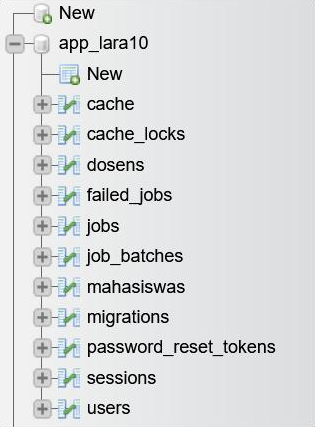 New
app_lara10
New
cache
cache_locks
dosens
failed_jobs
jobs
job_batches
mahasiswas
migrations
password_reset_tokens
sessions
users